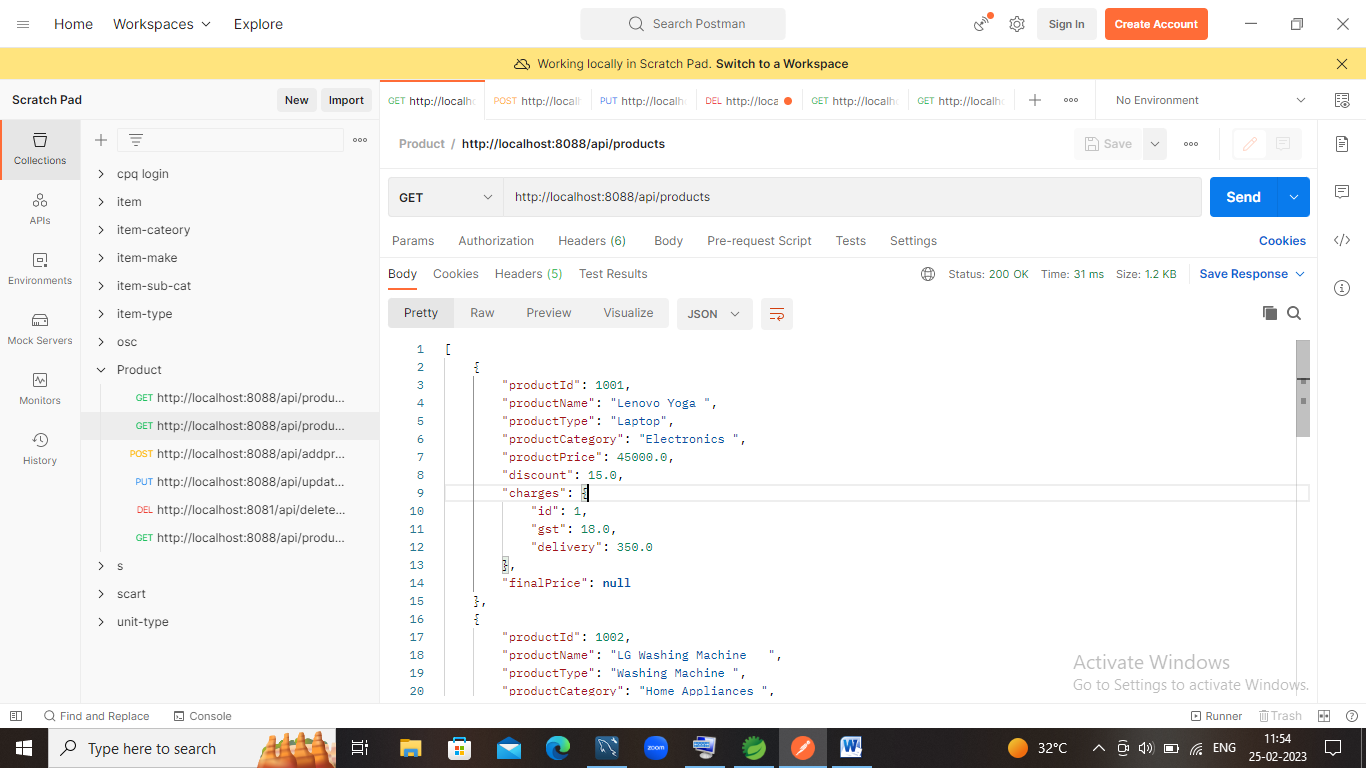 Home Workspaces Explore Search Postman Sign In Create Account
Working locally in Scratch Pad. Switch to a Workspace
Scratch Pad New Import
GET http://localh POST http://local PUT http://localh DEL http://loca GET http://localh GET http://localh No Environment
Collections
APIs
Environments
Mock Servers
Monitors
History
cpq login
item
item-cateory
item-make
item-sub-cat
item-type
osc
Product
GET http://localhost:8088/api/produ...
GET http://localhost:8088/api/produ...
POST http://localhost:8088/api/addpr...
PUT http://localhost:8088/api/updat...
DEL http://localhost:8081/api/delete...
GET http://localhost:8088/api/produ...
s
scart
unit-type
Product / http://localhost:8088/api/products Save
GET http://localhost:8088/api/products Send
Params Authorization Headers (6) Body Pre-request Script Tests Settings Cookies
Body Cookies Headers (5) Test Results Status: 200 OK Time: 31 ms Size: 1.2 KB Save Response
Pretty Raw Preview Visualize JSON
1 [
2 {
3 "productId": 1001,
4 "productName": "Lenovo Yoga ",
5 "productType": "Laptop",
6 "productCategory": "Electronics ",
7 "productPrice": 45000.0,
8 "discount": 15.0,
9 "charges": {
10 "id": 1,
11 "gst": 18.0,
12 "delivery": 350.0
13 },
14 "finalPrice": null
15 },
16 {
17 "productId": 1002,
18 "productName": "LG Washing Machine   ",
19 "productType": "Washing Machine ",
20 "productCategory": "Home Appliances ",
Activate Windows
Go to Settings to activate Windows.
Find and Replace Console Runner Trash
Type here to search zoom 32°C ENG 11:54
25-02-2023